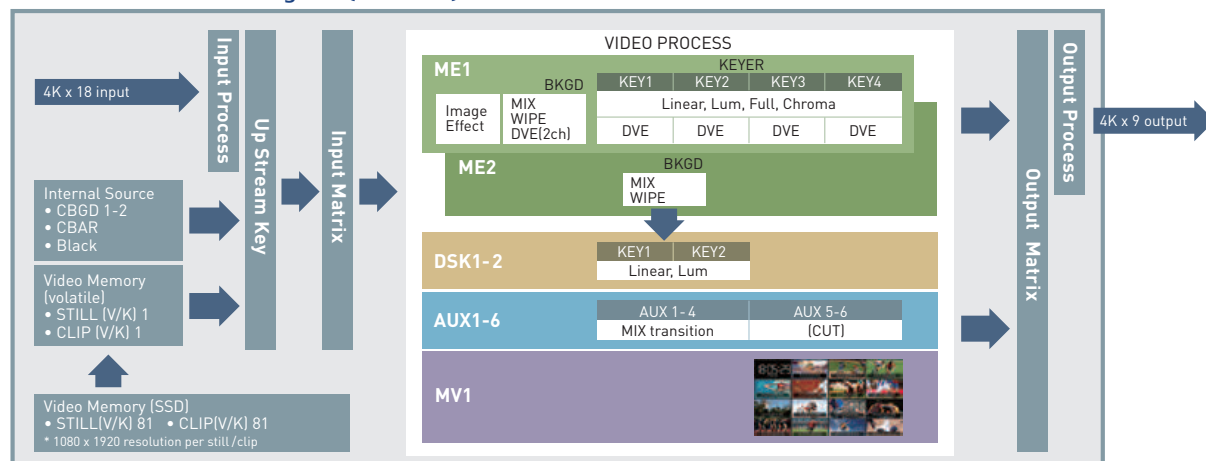 4K x 18 input
Input Process
Up Stream Key
Input Matrix
Internal Source
• CBGD 1-2
• CBAR
• Black
Video Memory
(volatile)
• STILL (V/K) 1
• CLIP (V/K) 1
Video Memory (SSD)
• STILL(V/K) 81 • CLIP(V/K) 81
* 1080 x 1920 resolution per still/clip
VIDEO PROCESS
ME1
KEYER
BKGD
KEY1 KEY2 KEY3 KEY4
Image
Effect
MIX
WIPE
DVE(2ch)
Linear, Lum, Full, Chroma
DVE DVE DVE DVE
ME2
BKGD
MIX
WIPE
DSK1-2
KEY1 KEY2
Linear, Lum
AUX1-6
AUX 1-4 AUX 5-6
MIX transition (CUT)
MV1
Output Matrix
Output Process
4K x 9 output